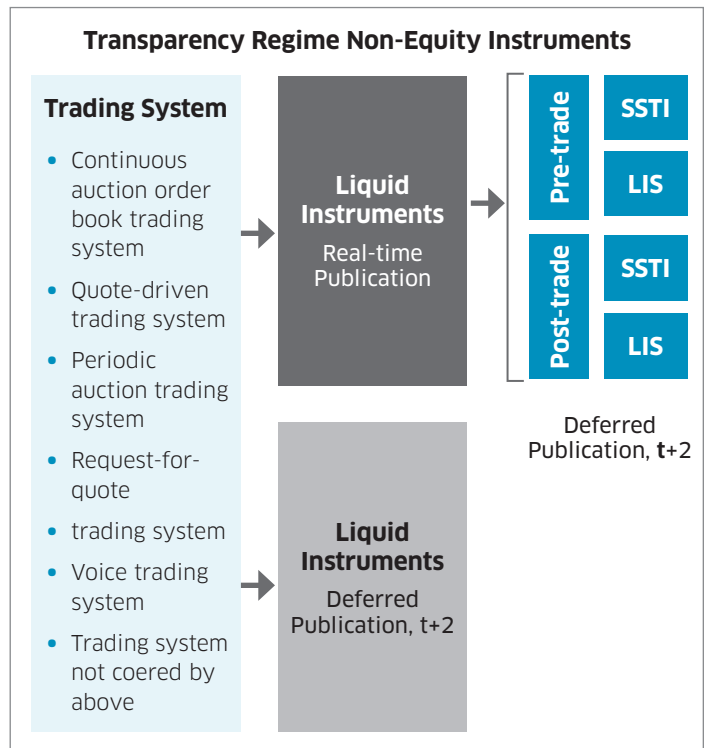 Transparency Regime Non-Equity Instruments
Trading System
• Continuous
auction order
book trading
system
• Quote-driven
trading system
• Periodic
auction trading
system
• Request-for-
quote
• trading system
• Voice trading
system
• Trading system
not coered by
above
Liquid
Instruments
Real-time
Publication
Pre-trade
SSTI
LIS
Post-trade
SSTI
LIS
Deferred
Publication, t+2
Liquid
Instruments
Deferred
Publication, t+2